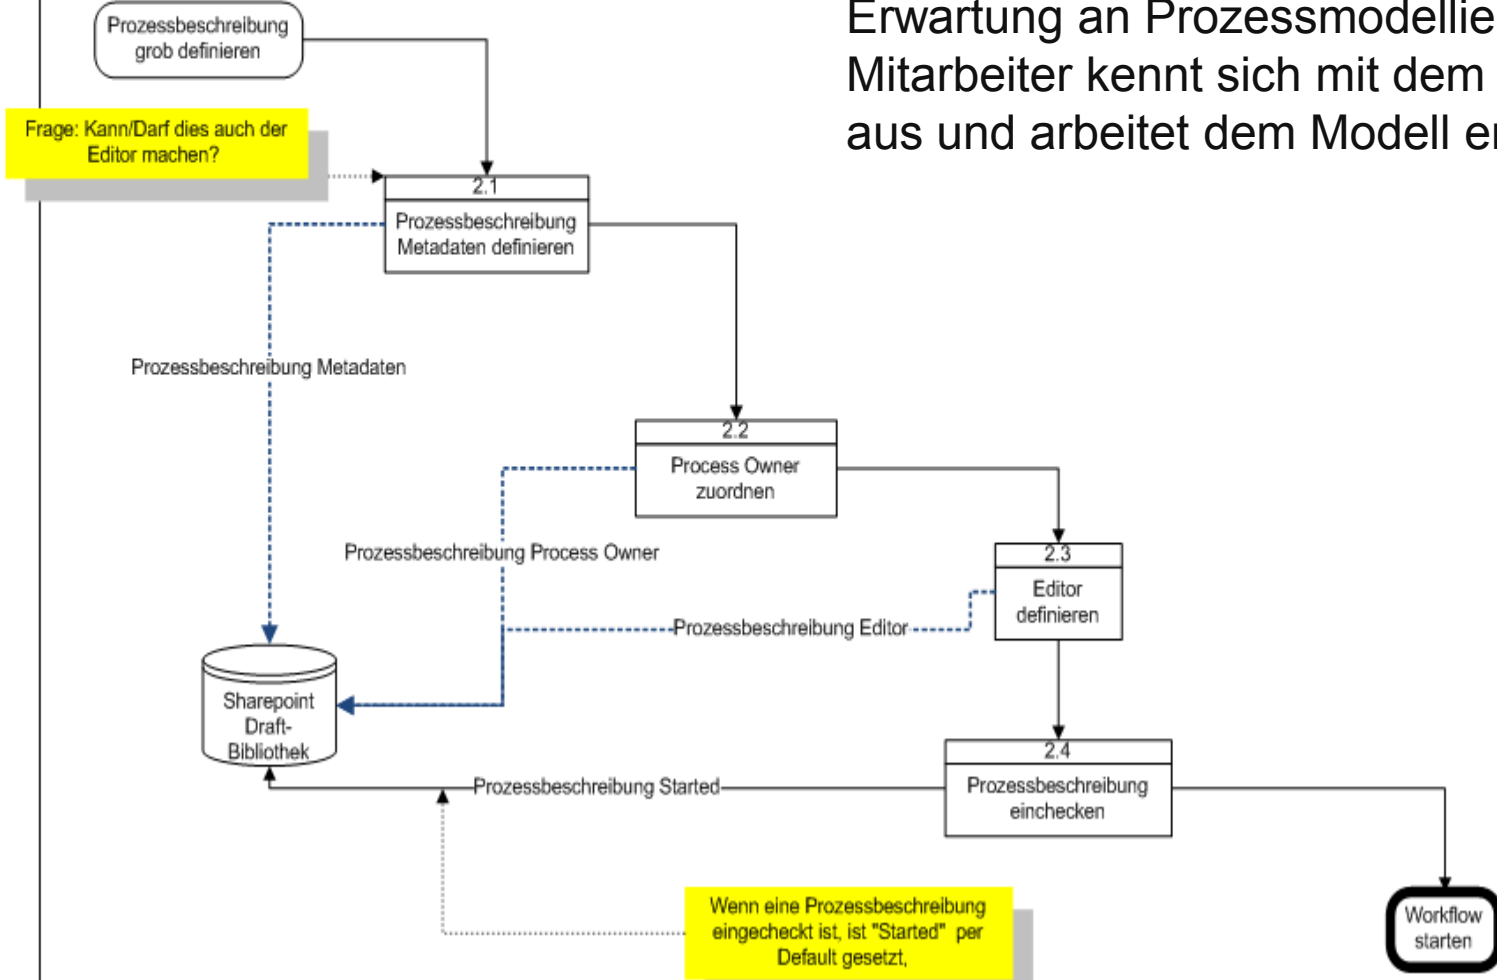 Prozessbeschreibung
grob definieren
Erwartung an
Mitarbeiter kennt sich mit dem
aus und arbeitet dem Modell
Frage: Kann/Darf dies auch der
Editor machen?
2.1
Prozessbeschreibung
Metadaten definieren
Prozessbeschreibung Metadaten
2.2
Process Owner
zuordnen
Prozessbeschreibung Process Owner
2.3
Editor
definieren
Prozessbeschreibung Editor
Sharepoint
Draft-
Bibliothek
2.4
Prozessbeschreibung
einchecken
Prozessbeschreibung Started
Wenn eine Prozessbeschreibung
eingecheckt ist, ist "Started" per
Default gesetzt,
Workflow
starten